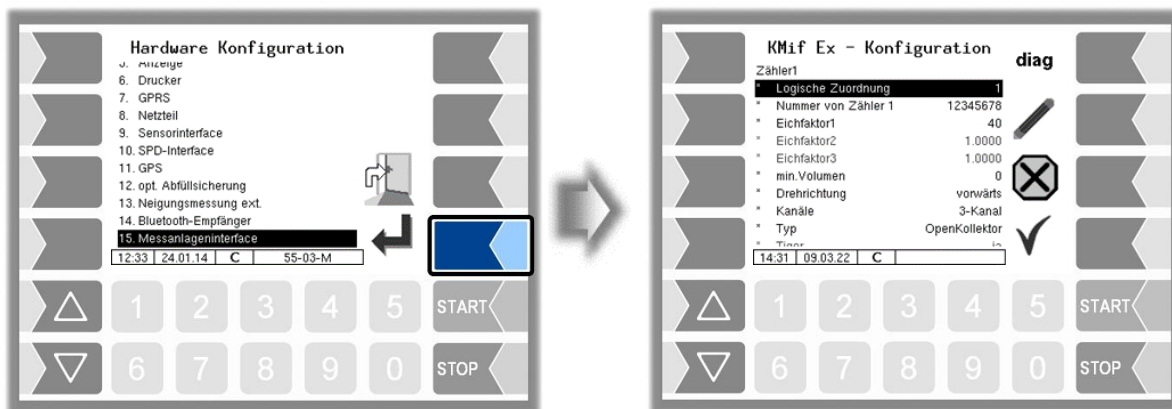 Hardware Konfiguration
5. Anzeige
6. Drucker
7. GPRS
8. Netzteil
9. Sensorinterface
10. SPD-Interface
11. GPS
12. opt. Abfüllsicherung
13. Neigungsmessung ext.
14. Bluetooth-Empfänger
15. Messanlageninterface
12:33 24.01.14 C 55-03-M
1 2 3 4 5 START
6 7 8 9 0 STOP
KMif Ex - Konfiguration
diag
Zähler1
" Logische Zuordnung 1
" Nummer von Zähler 1 12345678
" Eichfaktor1 40
" Eichfaktor2 1.0000
" Eichfaktor3 1.0000
" min.Volumen 0
" Drehrichtung vorwärts
" Kanäle 3-Kanal
" Typ OpenKollektor
" Tiger ja
14:31 09.03.22 C
1 2 3 4 5 START
6 7 8 9 0 STOP